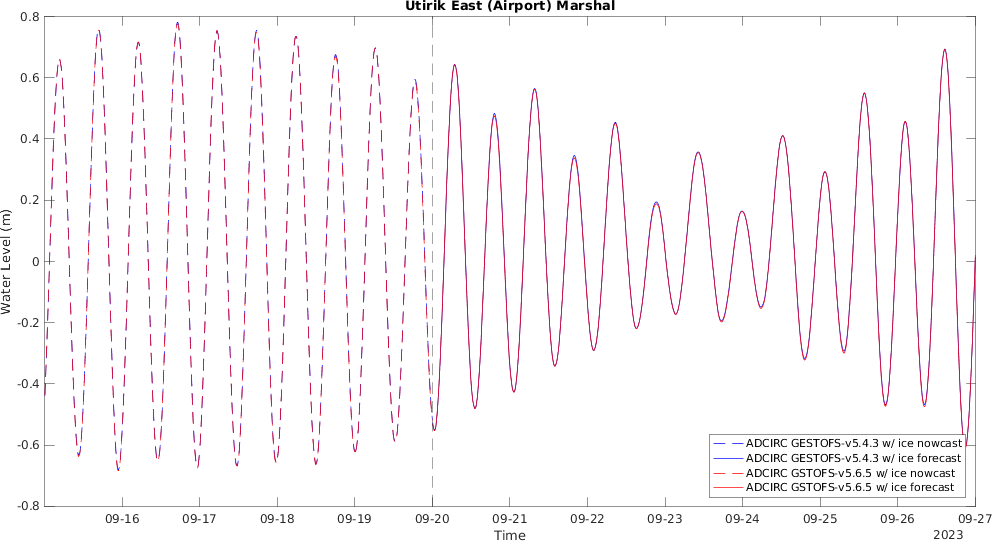 Utirik East (Airport) Marshal
0.8
0.6
0.4
0.2
0
-0.2
-0.4
-0.6
-0.8
Water Level (m)
ADCIRC GESTOFS-v5.4.3 w/ ice nowcast
ADCIRC GESTOFS-v5.4.3 w/ ice forecast
ADCIRC GSTOFS-v5.6.5 w/ ice nowcast
ADCIRC GSTOFS-v5.6.5 w/ ice forecast
09-16 09-17 09-18 09-19 09-20 09-21 09-22 09-23 09-24 09-25 09-26 09-27
Time
2023